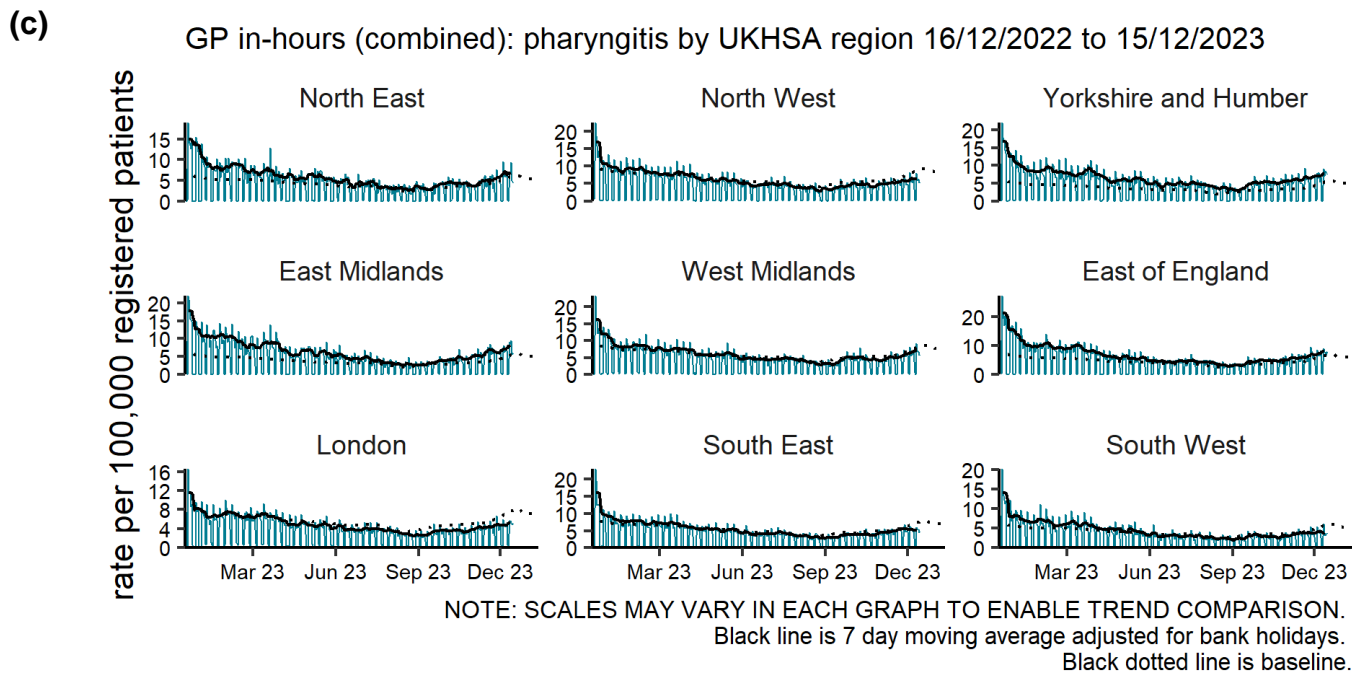 (c)
GP in-hours (combined): pharyngitis by UKHSA region 16/12/2022 to 15/12/2023
rate per 100,000 registered patients
North East
15
10
5
0
North West
20
15
10
5
0
Yorkshire and Humber
20
15
10
5
0
East Midlands
20
15
10
5
0
West Midlands
20
15
10
5
0
East of England
20
10
0
London
16
12
8
4
0
Mar 23 Jun 23 Sep 23 Dec 23
South East
20
15
10
5
0
Mar 23 Jun 23 Sep 23 Dec 23
South West
20
15
10
5
0
Mar 23 Jun 23 Sep 23 Dec 23
NOTE: SCALES MAY VARY IN EACH GRAPH TO ENABLE TREND COMPARISON.
Black line is 7 day moving average adjusted for bank holidays.
Black dotted line is baseline.